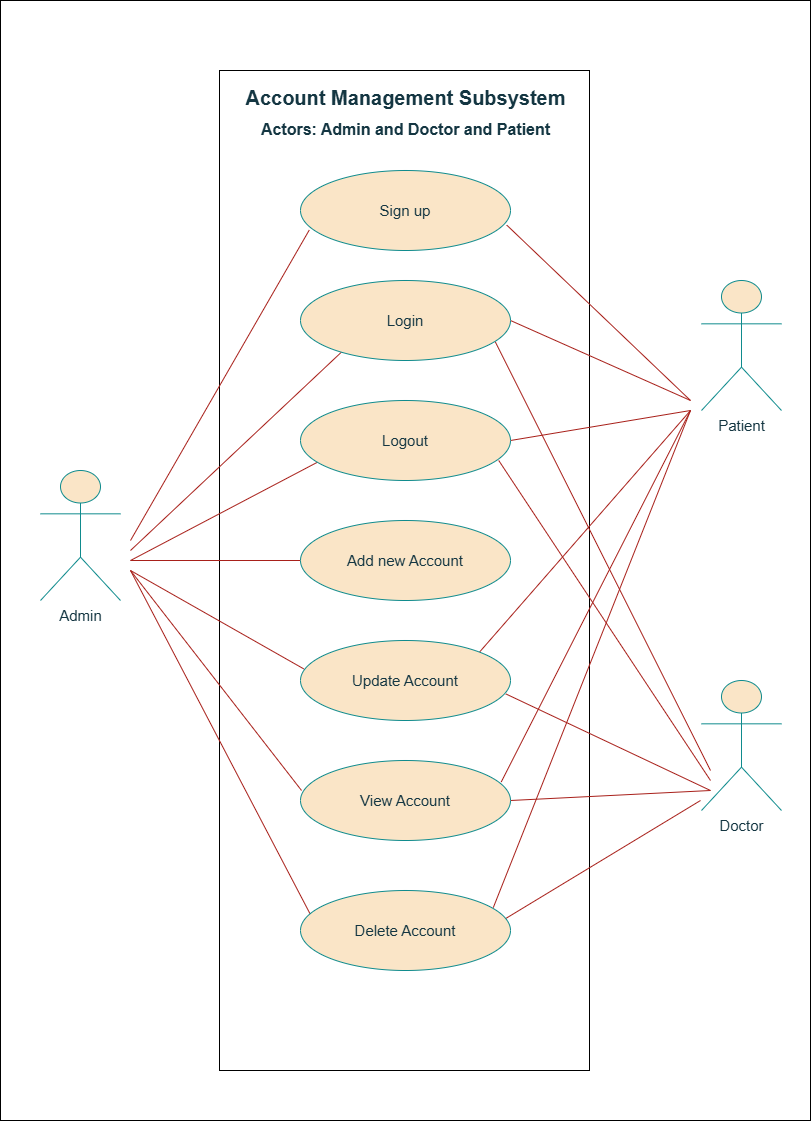 Account Management Subsystem
Actors: Admin and Doctor and Patient
Sign up
Login
Logout
Patient
Add new Account
Admin
Update Account
View Account
Doctor
Delete Account